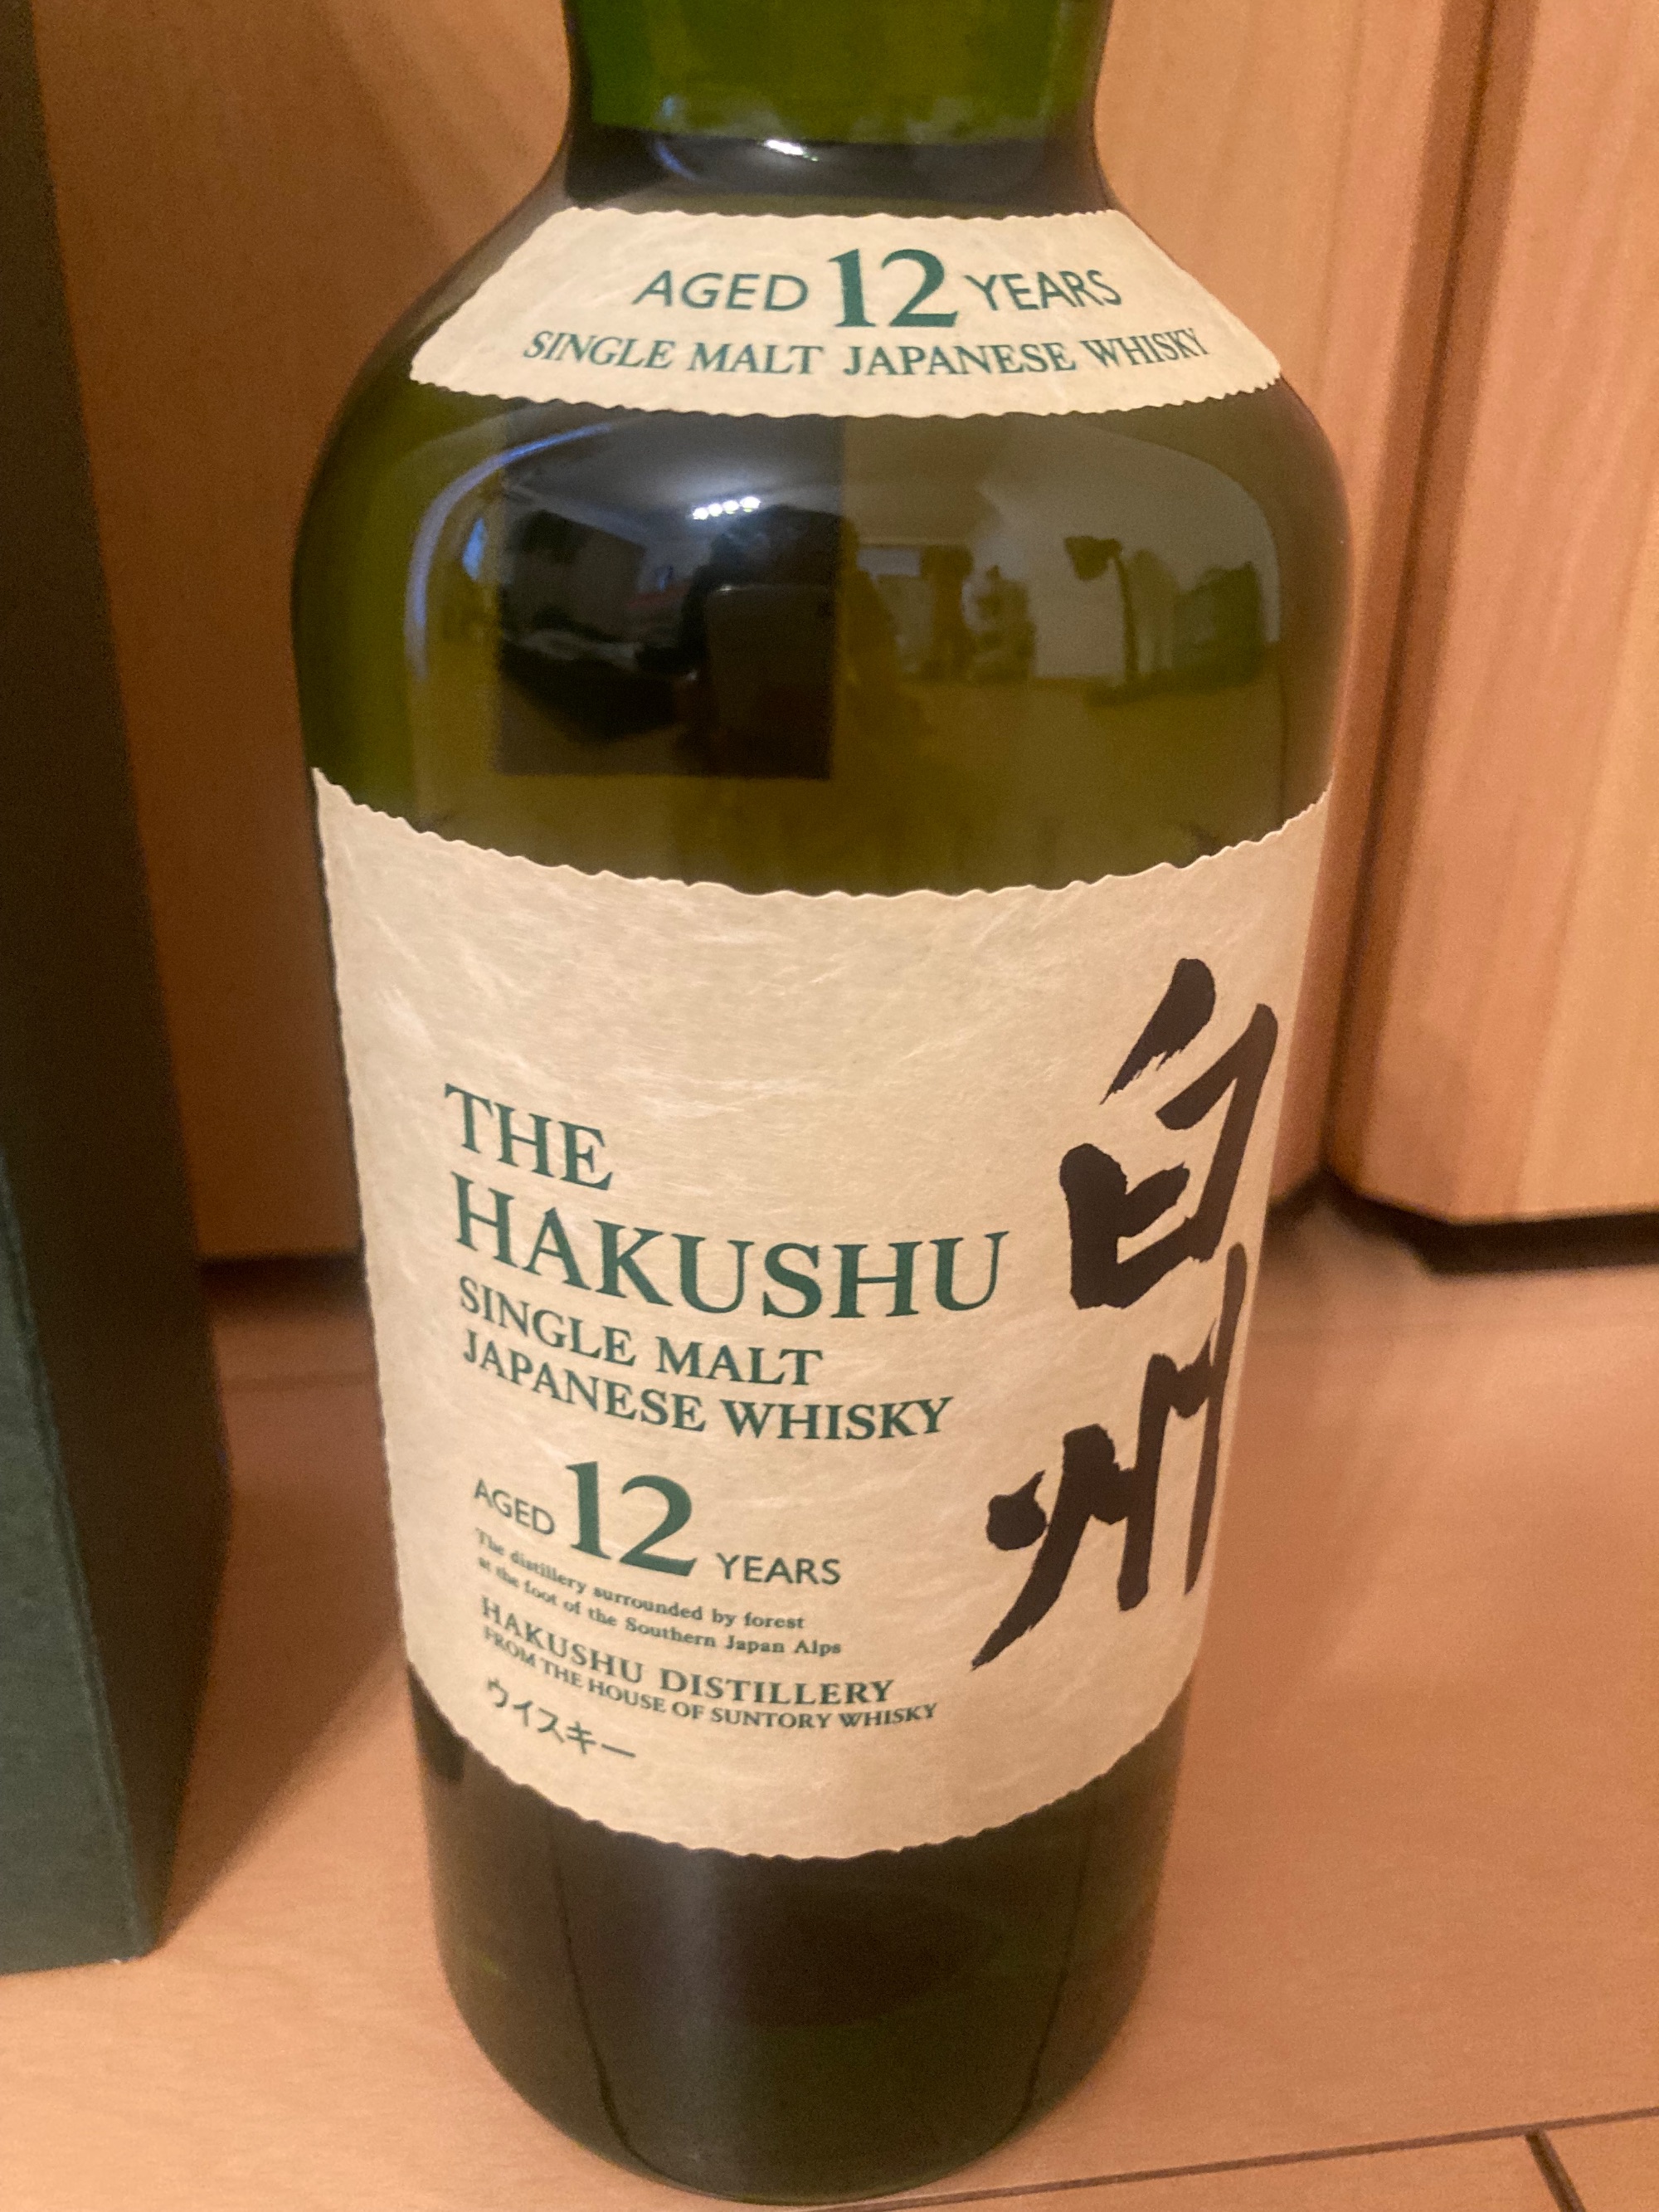 AGED 12 YEARS
SINGLE MALT JAPANESE WHISKY
THE
HAKUSHU
SINGLE MALT
JAPANESE WHISKY
AGED 12 YEARS
The distillery surrounded by forest
at the foot of the Southern Japan Alps
HAKUSHU DISTILLERY
FROM THE HOUSE OF SUNTORY WHISKY
ウイスキー
白州